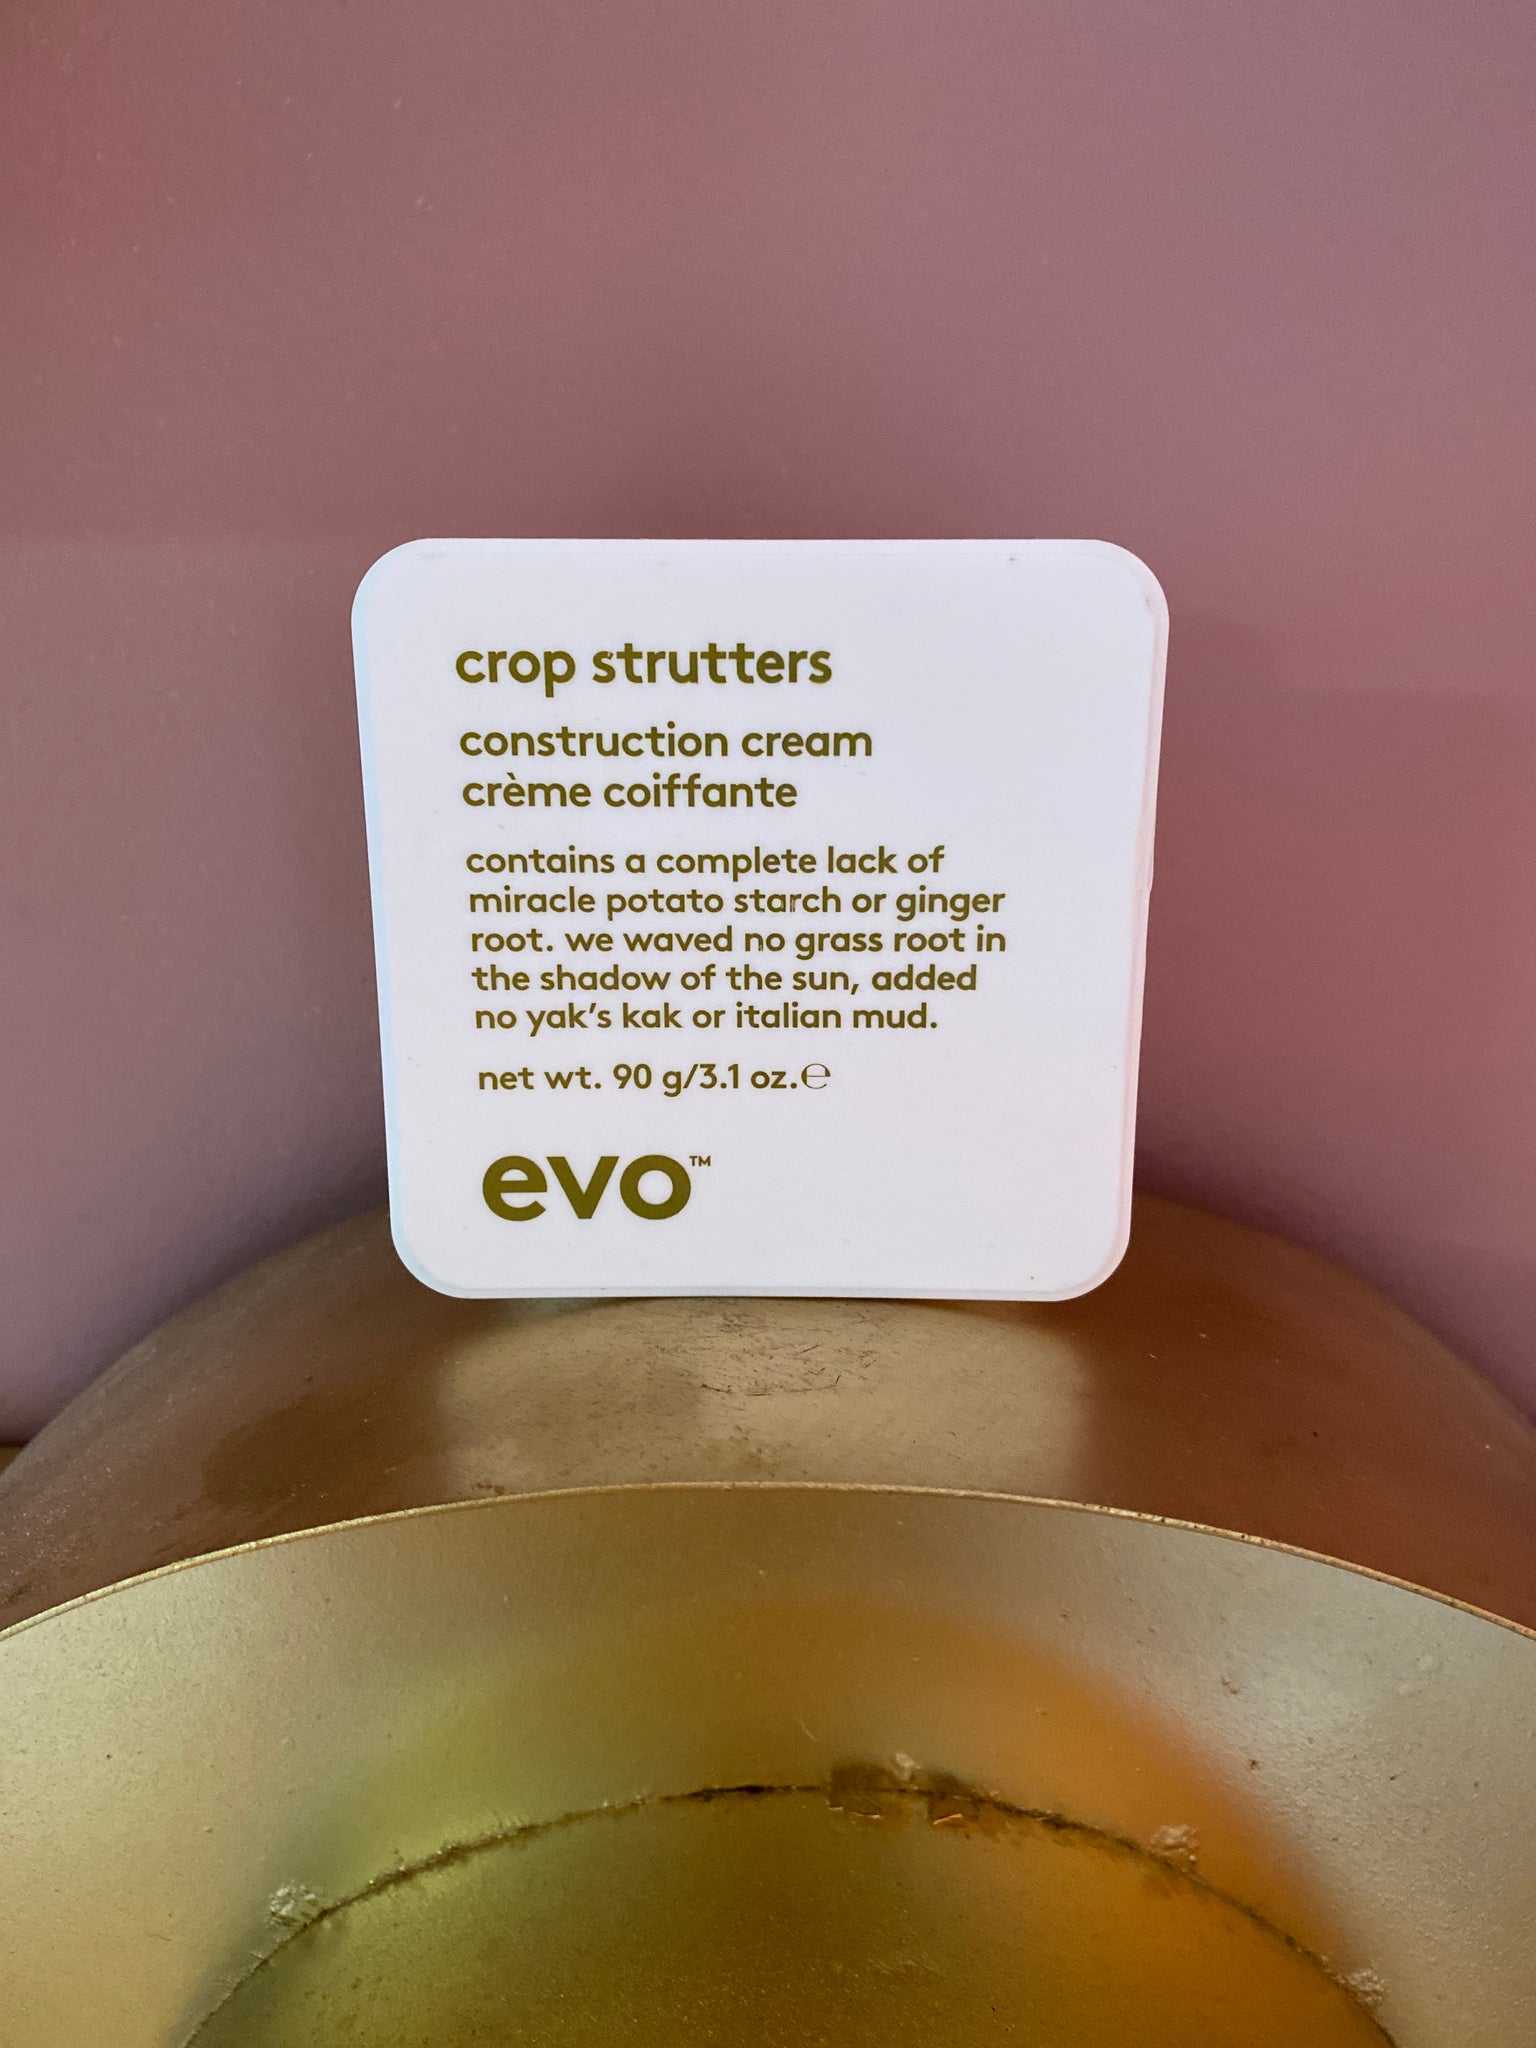 crop strutters
construction cream
crème coiffante
contains a complete lack of
miracle potato starch or ginger
root. we waved no grass root in
the shadow of the sun, added
no yak’s kak or italian mud.
net wt. 90 g/3.1 oz.℮
evo™